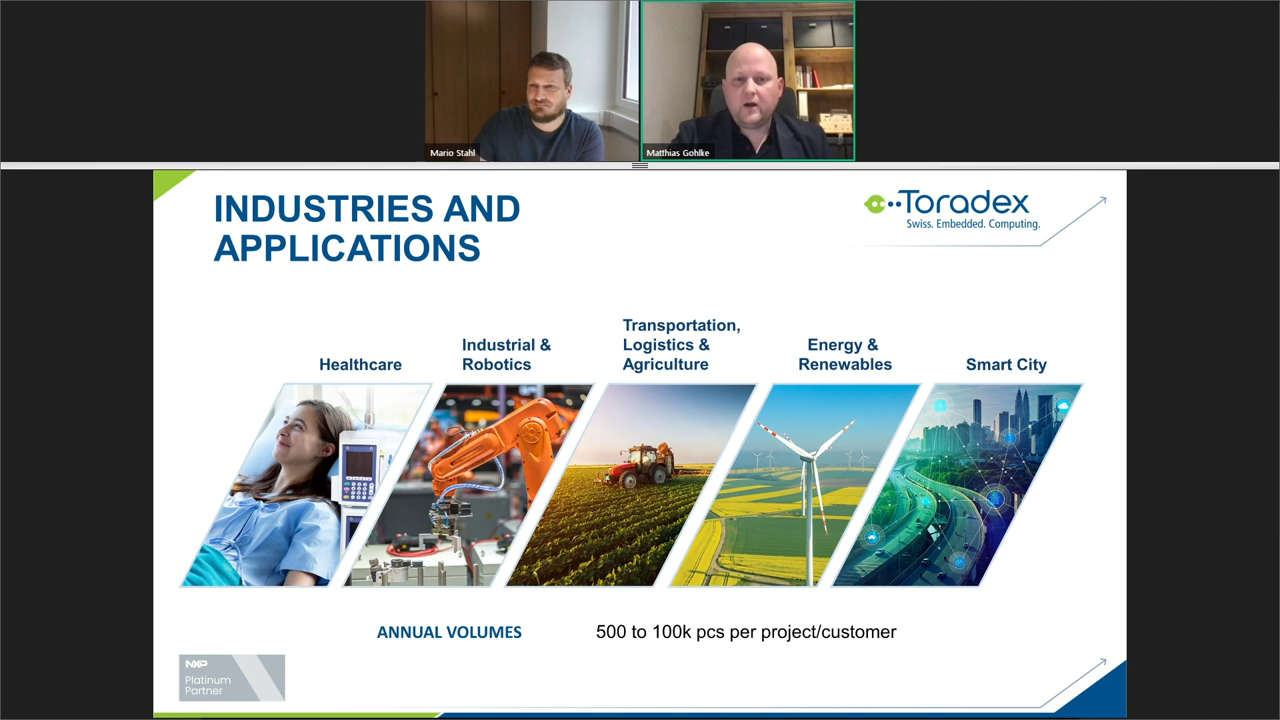 Mario Stahl
Matthias Gohlke
INDUSTRIES AND
APPLICATIONS
Toradex
Swiss. Embedded. Computing.
Healthcare
Industrial &
Robotics
Transportation,
Logistics &
Agriculture
Energy &
Renewables
Smart City
ANNUAL VOLUMES
500 to 100k pcs per project/customer
NXP
Platinum
Partner